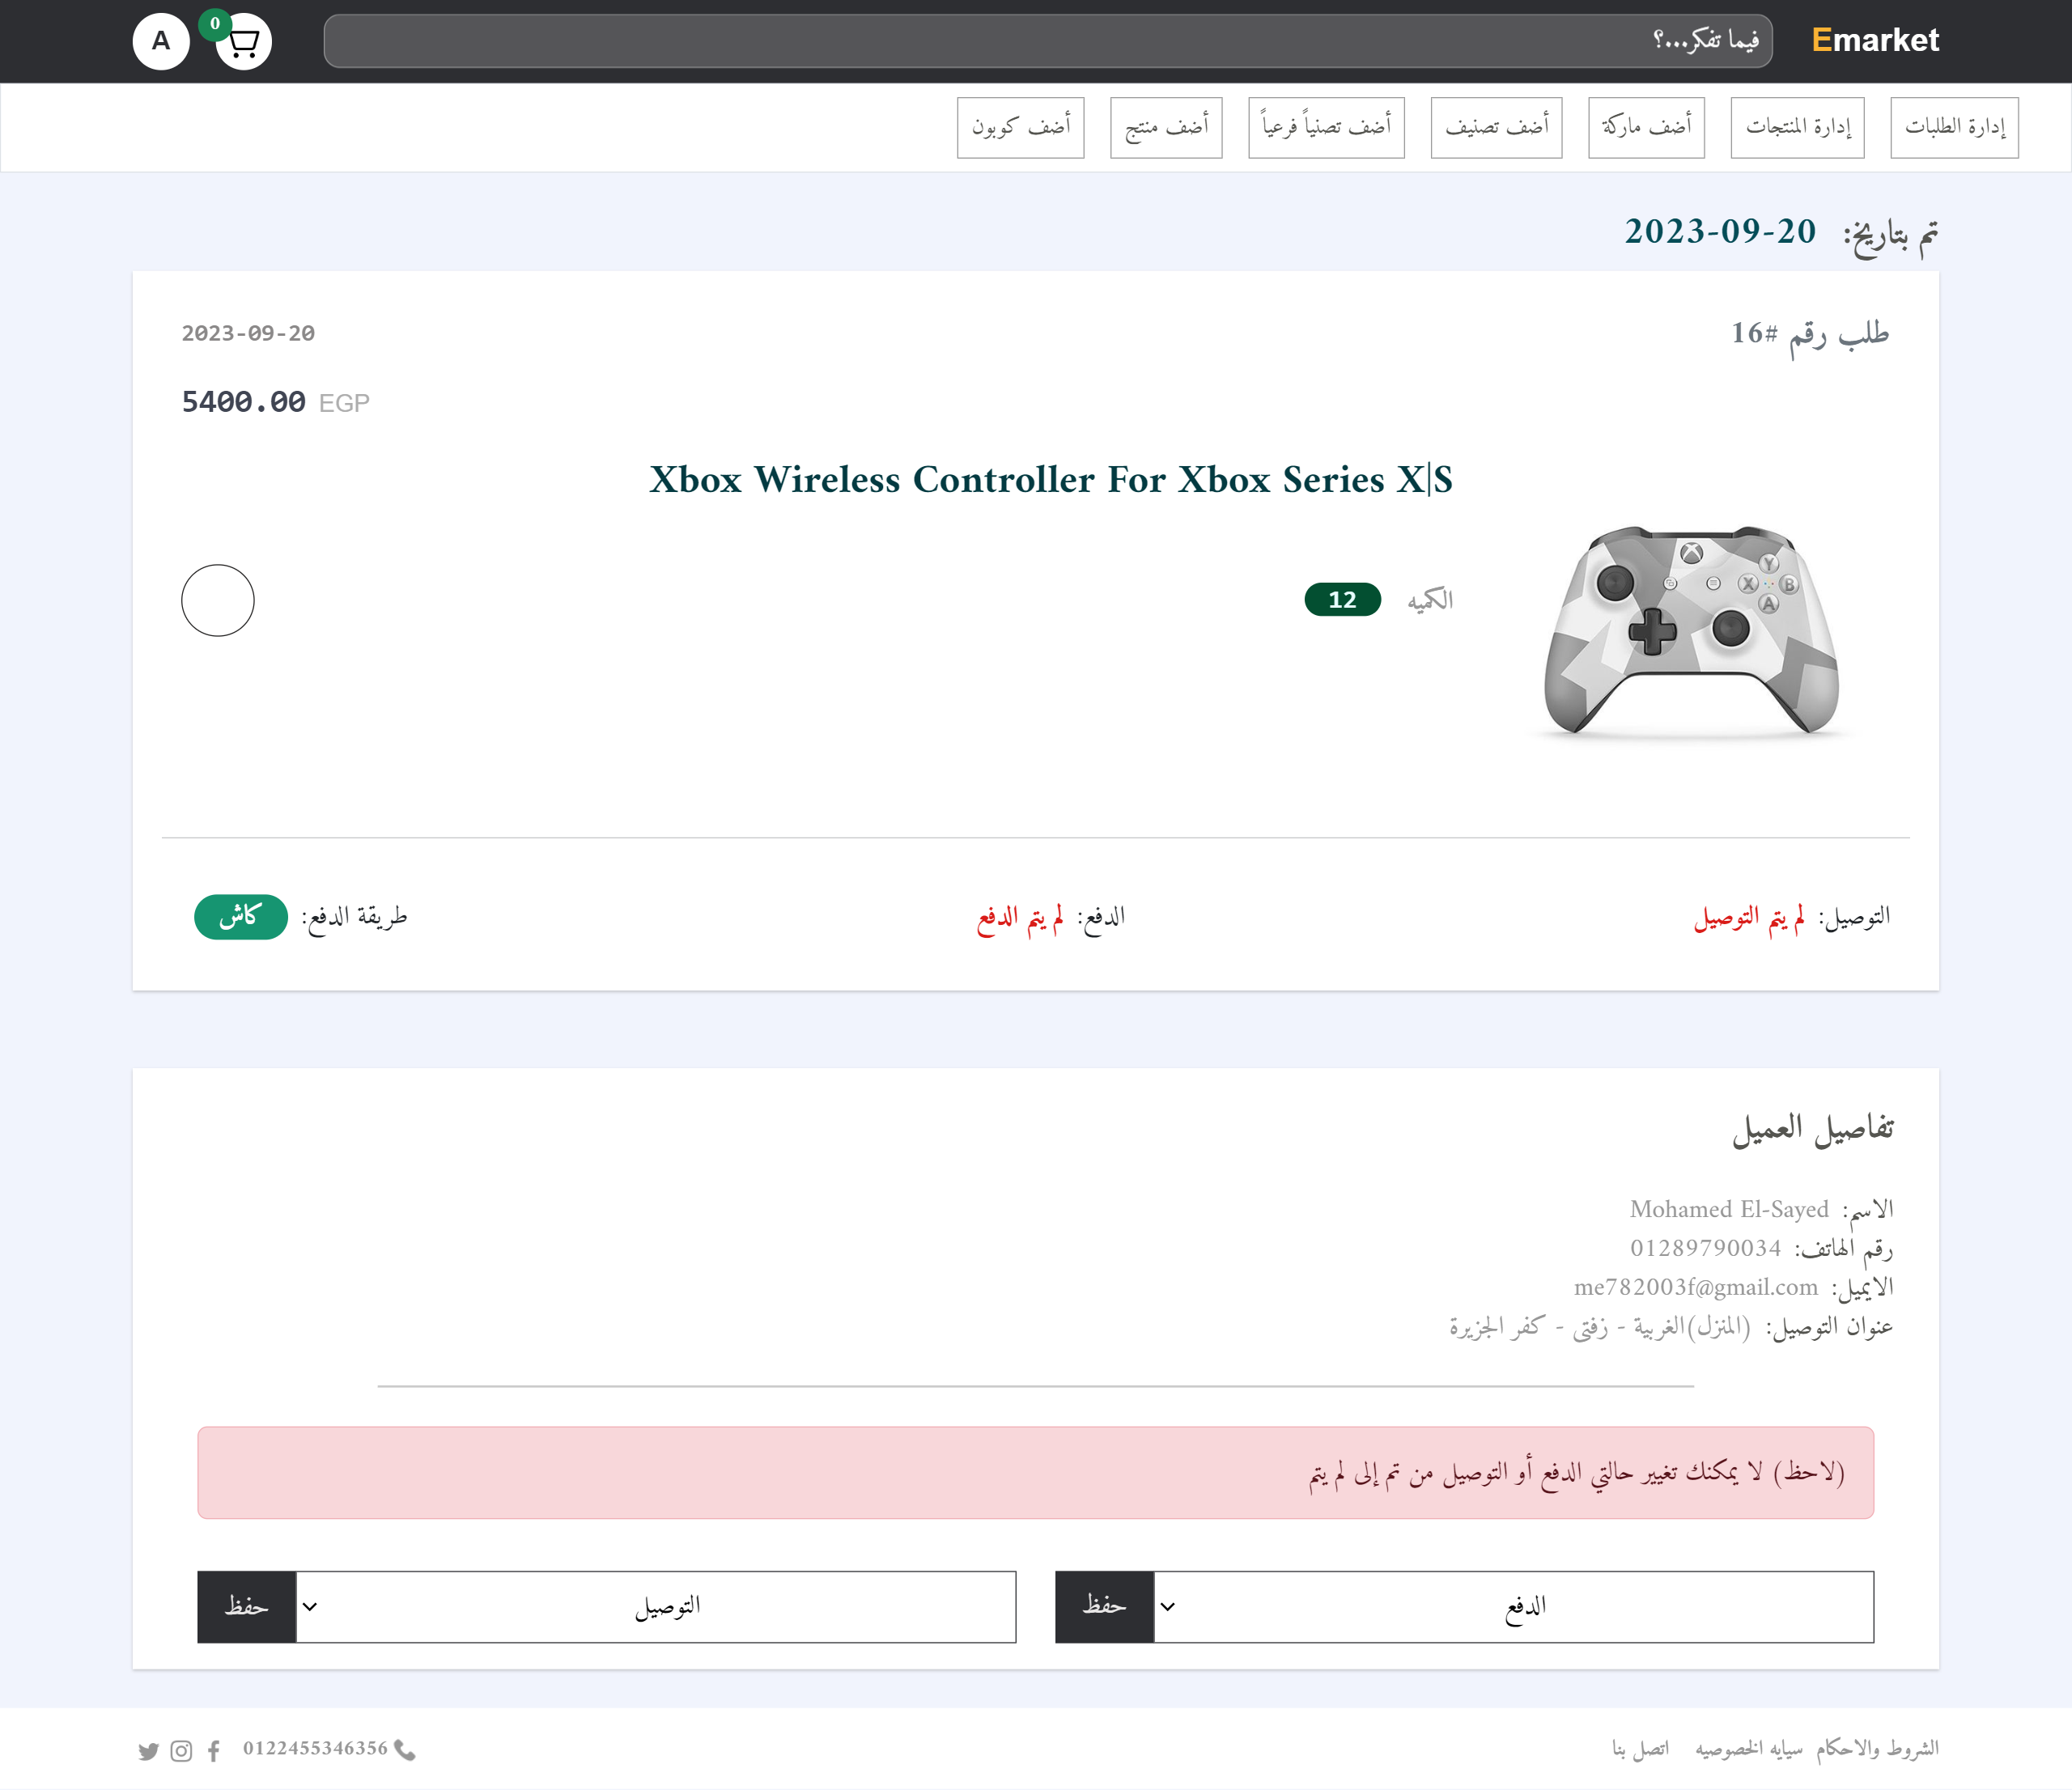 Emarket
فيما تفكر...؟
0
A
إدارة الطلبات
إدارة المنتجات
أضف ماركة
أضف تصنيف
أضف تصنياً فرعياً
أضف منتج
أضف كوبون
تم بتاريخ: 2023-09-20
طلب رقم #16
2023-09-20
5400.00 EGP
Xbox Wireless Controller For Xbox Series X|S
الكميه 12
Y
X B
A
التوصيل: لم يتم التوصيل
الدفع: لم يتم الدفع
طريقة الدفع: كاش
تفاصيل العميل
الاسم: Mohamed El-Sayed
رقم الهاتف: 01289790034
الايميل: me782003f@gmail.com
عنوان التوصيل: (المنزل)الغربية - زفتى - كفر الجزيرة
(لاحظ) لا يمكنك تغيير حالتي الدفع أو التوصيل من تم إلى لم يتم
الدفع
حفظ
التوصيل
حفظ
الشروط والاحكام
سيايه الخصوصيه
اتصل بنا
0122455346356